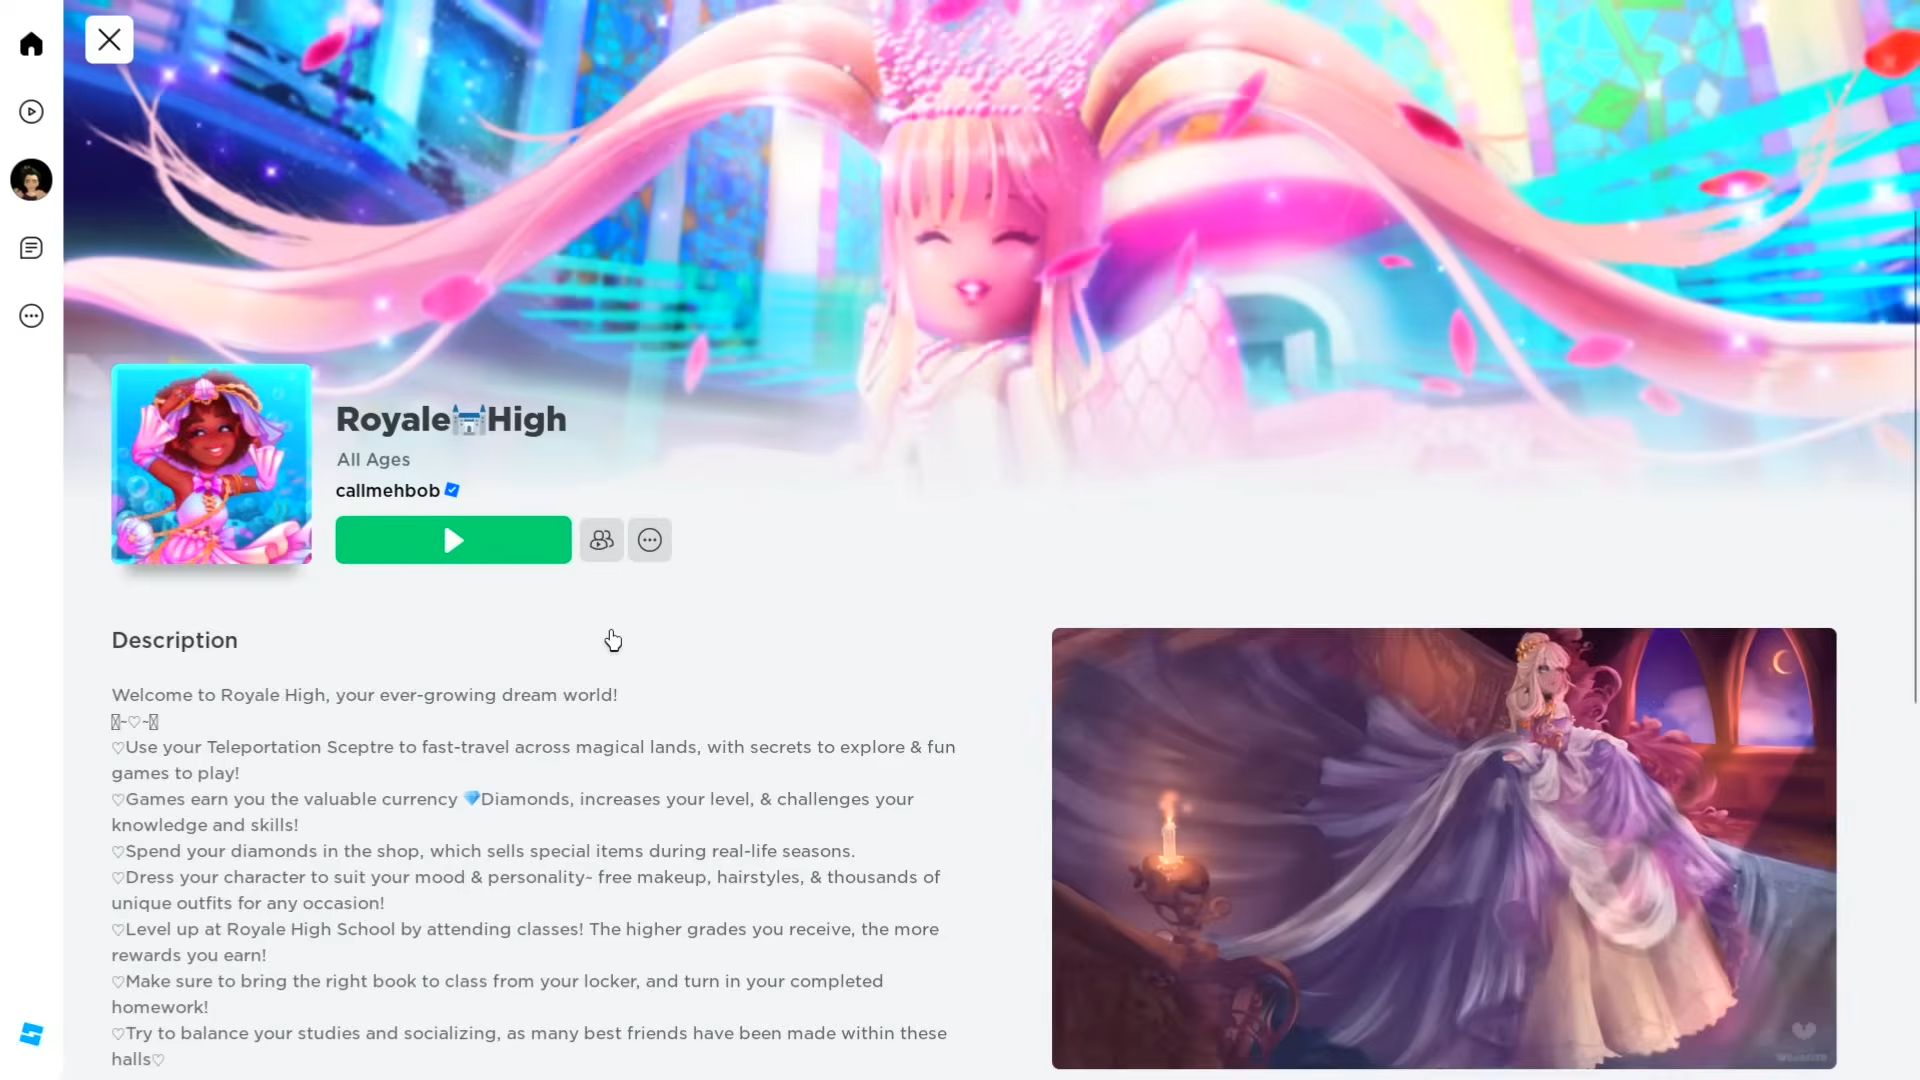 Royale🏰High
All Ages
callmehbob
Description
Welcome to Royale High, your ever-growing dream world!
~♡~
♡Use your Teleportation Sceptre to fast-travel across magical lands, with secrets to explore & fun
games to play!
♡Games earn you the valuable currency 💎Diamonds, increases your level, & challenges your
knowledge and skills!
♡Spend your diamonds in the shop, which sells special items during real-life seasons.
♡Dress your character to suit your mood & personality~ free makeup, hairstyles, & thousands of
unique outfits for any occasion!
♡Level up at Royale High School by attending classes! The higher grades you receive, the more
rewards you earn!
♡Make sure to bring the right book to class from your locker, and turn in your completed
homework!
♡Try to balance your studies and socializing, as many best friends have been made within these
halls♡